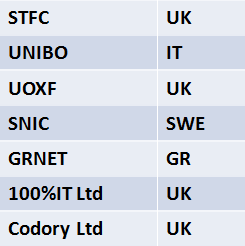 STFC UK
UNIBO IT
UOXF UK
SNIC SWE
GRNET GR
100%IT Ltd UK
Codory Ltd UK